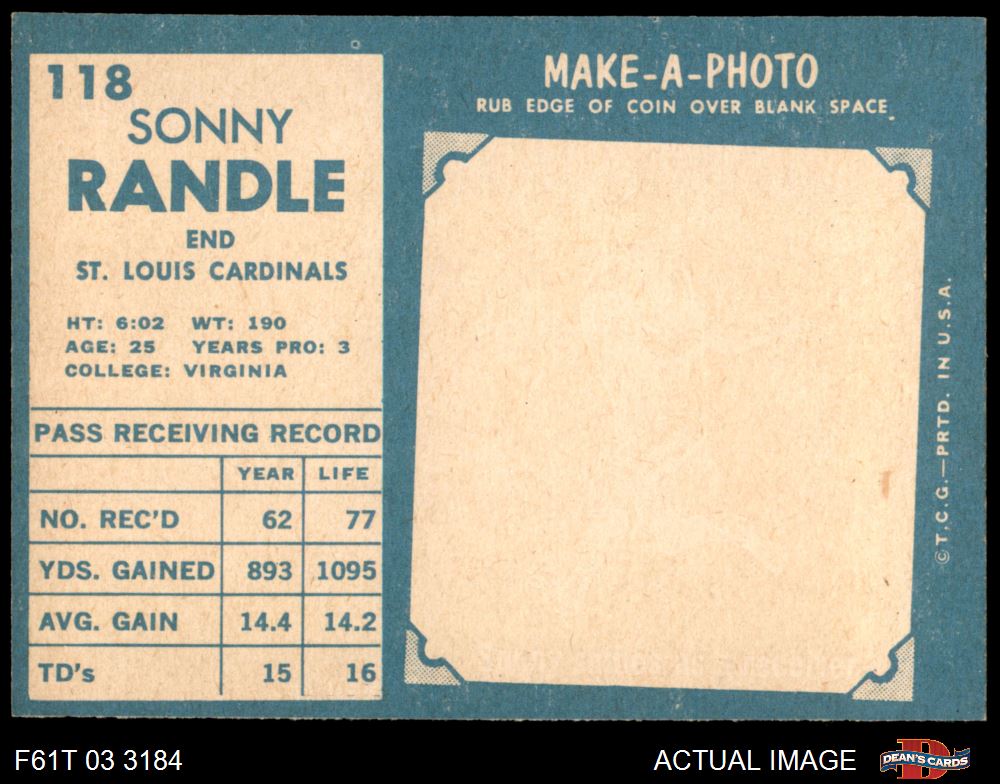 118
SONNY
RANDLE
END
ST. LOUIS CARDINALS
HT: 6:02 WT: 190
AGE: 25 YEARS PRO: 3
COLLEGE: VIRGINIA
PASS RECEIVING RECORD
YEAR LIFE
NO. REC'D 62 77
YDS. GAINED 893 1095
AVG. GAIN 14.4 14.2
TD's 15 16
MAKE-A-PHOTO
RUB EDGE OF COIN OVER BLANK SPACE.
©T.C.G.—PRTD. IN U.S.A.
F61T 03 3184
ACTUAL IMAGE
DEAN'S CARDS